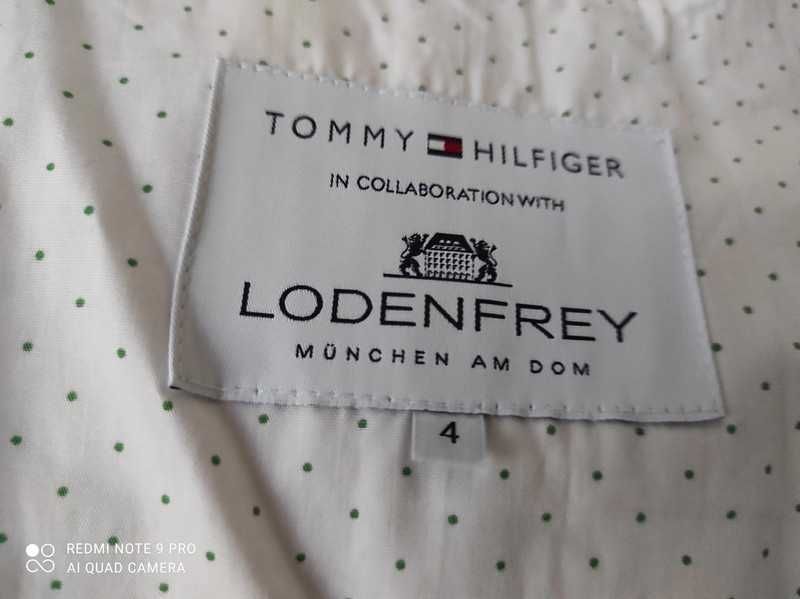 TOMMY HILFIGER
IN COLLABORATION WITH
LODENFREY
MÜNCHEN AM DOM
4
REDMI NOTE 9 PRO
AI QUAD CAMERA